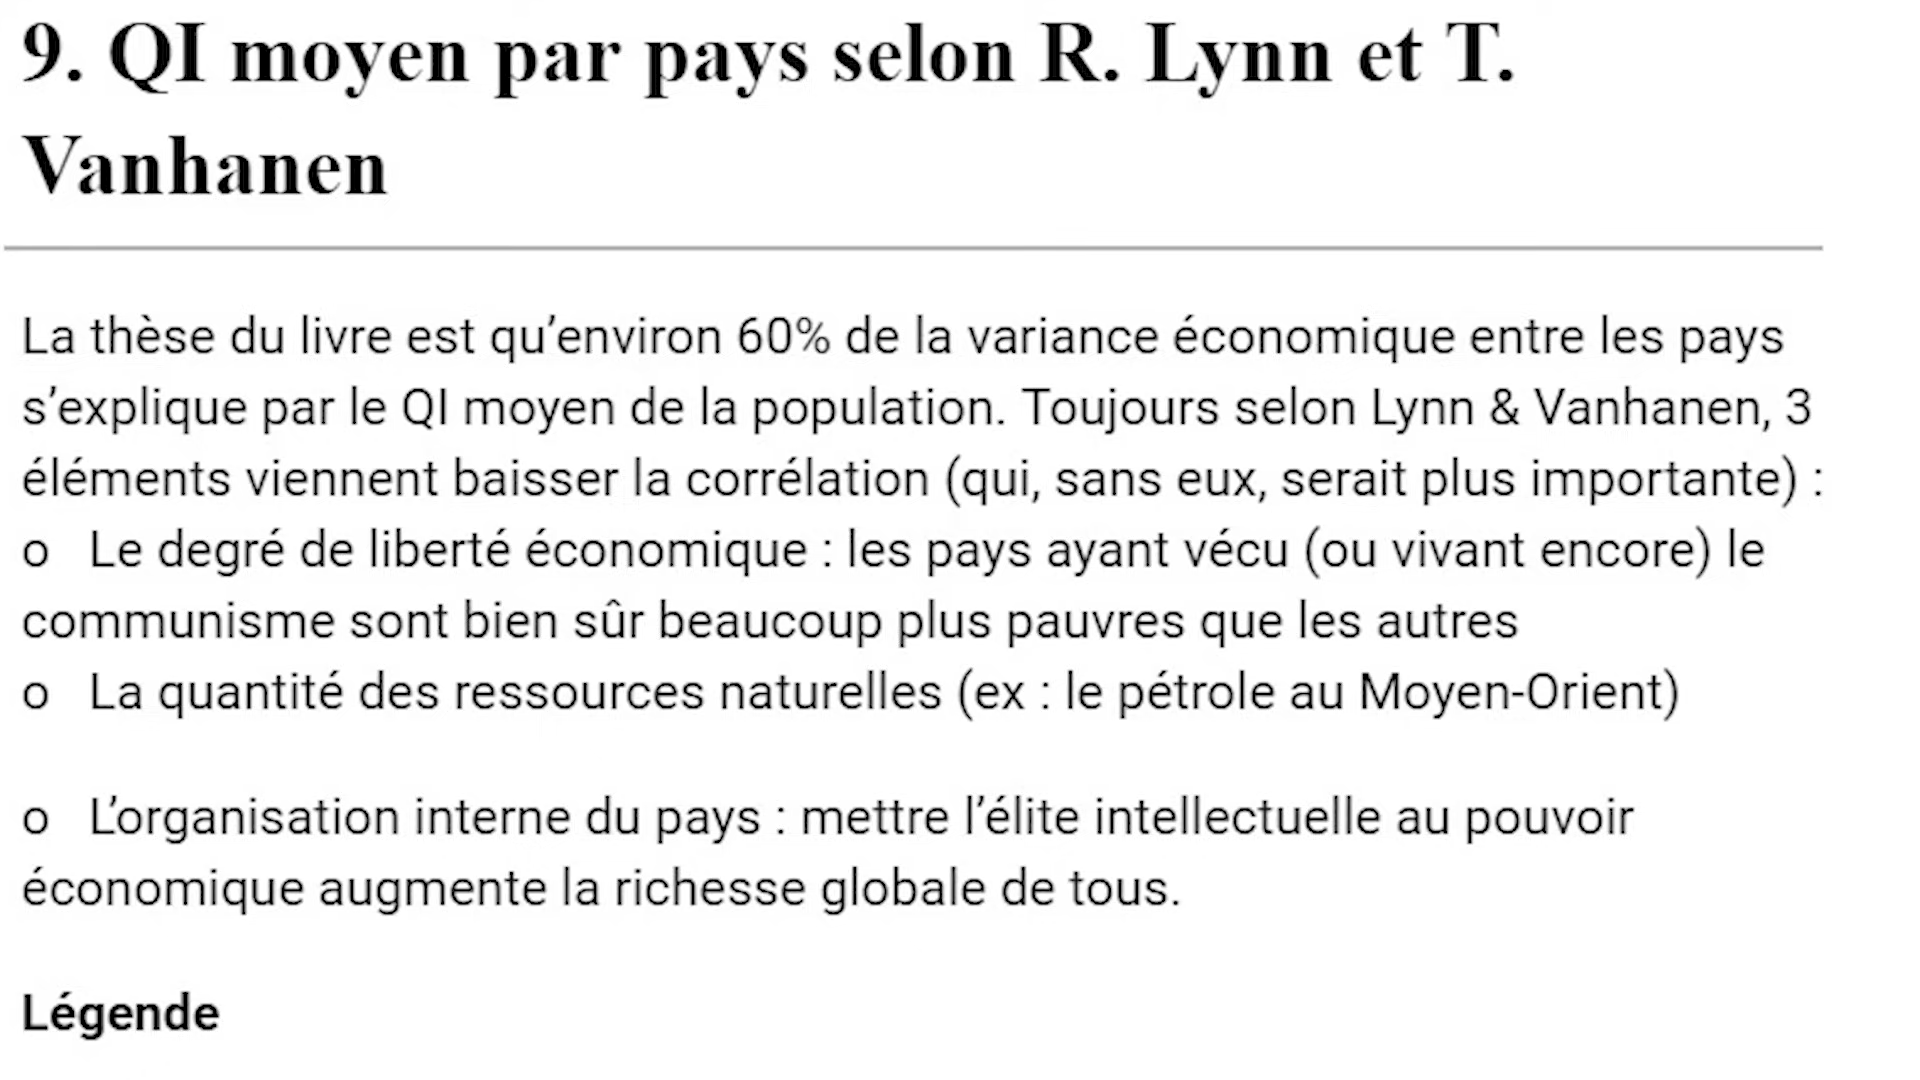 9. QI moyen par pays selon R. Lynn et T.
Vanhanen
La thèse du livre est qu’environ 60% de la variance économique entre les pays
s’explique par le QI moyen de la population. Toujours selon Lynn & Vanhanen, 3
éléments viennent baisser la corrélation (qui, sans eux, serait plus importante) :
o Le degré de liberté économique : les pays ayant vécu (ou vivant encore) le
communisme sont bien sûr beaucoup plus pauvres que les autres
o La quantité des ressources naturelles (ex : le pétrole au Moyen-Orient)
o L’organisation interne du pays : mettre l’élite intellectuelle au pouvoir
économique augmente la richesse globale de tous.
Légende